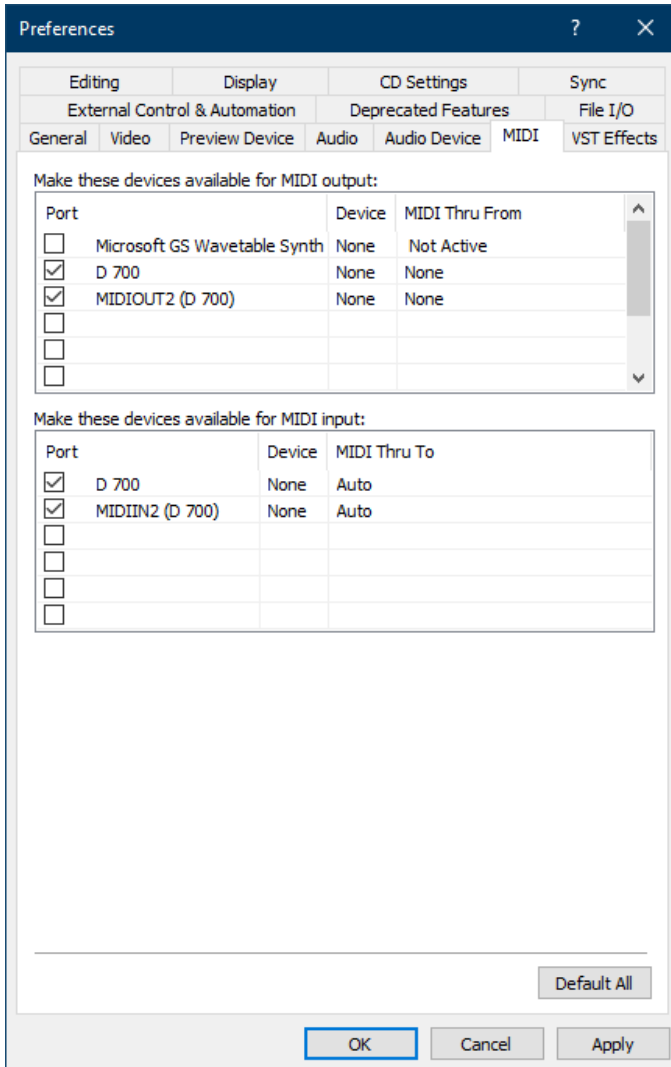 Preferences
Editing Display CD Settings Sync
External Control & Automation Deprecated Features File I/O
General Video Preview Device Audio Audio Device MIDI VST Effects
Make these devices available for MIDI output:
Port Device MIDI Thru From
Microsoft GS Wavetable Synth None Not Active
D 700 None None
MIDIOUT2 (D 700) None None
Make these devices available for MIDI input:
Port Device MIDI Thru To
D 700 None Auto
MIDIIN2 (D 700) None Auto
Default All
OK Cancel Apply